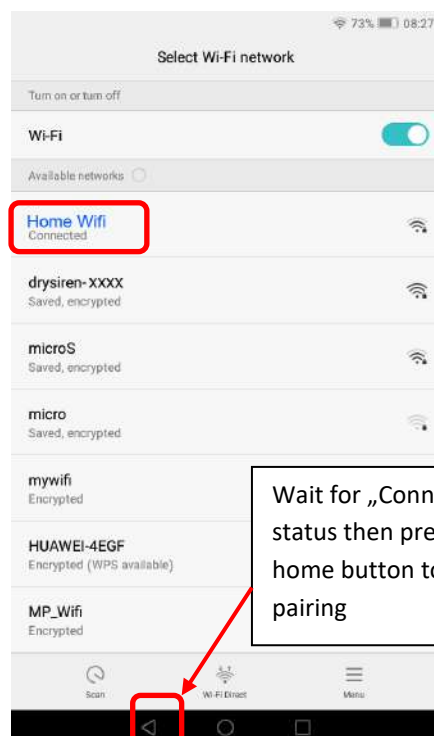 73% 08:27
Select Wi-Fi network
Turn on or turn off
Wi-Fi
Available networks
Home Wifi
Connected
drysiren-XXXX
Saved, encrypted
microS
Saved, encrypted
micro
Saved, encrypted
mywifi
Encrypted
HUAWEI-4EGF
Encrypted (WPS available)
MP_Wifi
Encrypted
Wait for „Conn
status then pre
home button to
pairing
Scan Wi-Fi Direct Menu